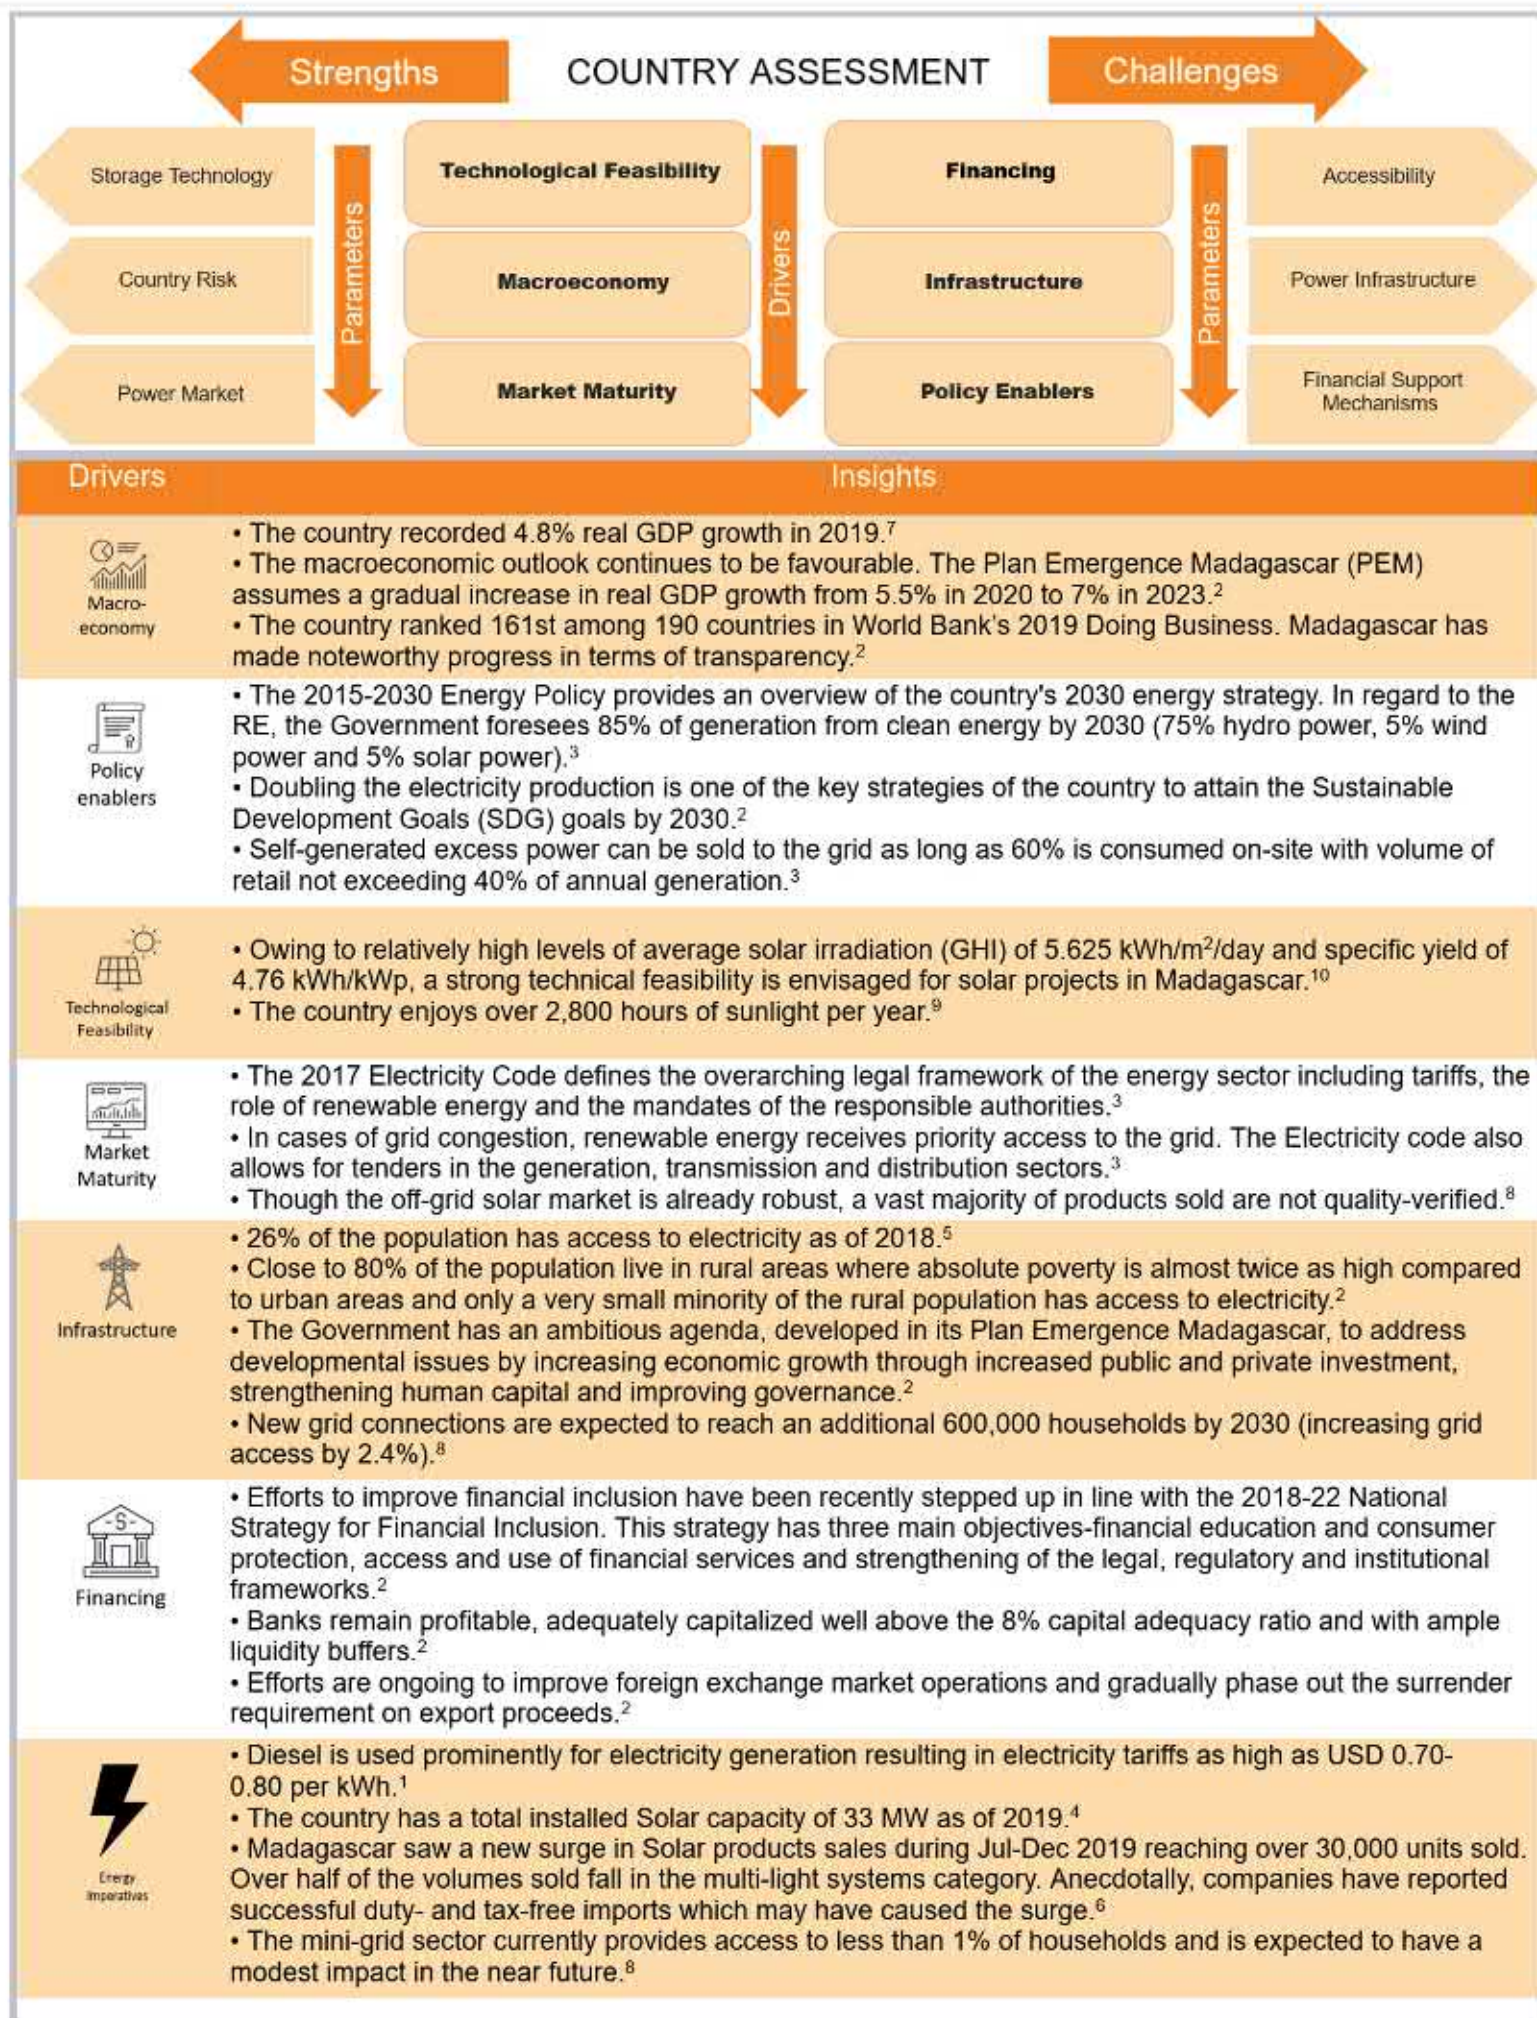 Strengths
COUNTRY ASSESSMENT
Challenges
Storage Technology
Technological Feasibility
Financing
Accessibility
Parameters
Drivers
Parameters
Country Risk
Macroeconomy
Infrastructure
Power Infrastructure
Power Market
Market Maturity
Policy Enablers
Financial Support
Mechanisms
Drivers
Insights
Macro-
economy
• The country recorded 4.8% real GDP growth in 2019.⁷
• The macroeconomic outlook continues to be favourable. The Plan Emergence Madagascar (PEM)
assumes a gradual increase in real GDP growth from 5.5% in 2020 to 7% in 2023.²
• The country ranked 161st among 190 countries in World Bank's 2019 Doing Business. Madagascar has
made noteworthy progress in terms of transparency.²
Policy
enablers
• The 2015-2030 Energy Policy provides an overview of the country's 2030 energy strategy. In regard to the
RE, the Government foresees 85% of generation from clean energy by 2030 (75% hydro power, 5% wind
power and 5% solar power).³
• Doubling the electricity production is one of the key strategies of the country to attain the Sustainable
Development Goals (SDG) goals by 2030.²
• Self-generated excess power can be sold to the grid as long as 60% is consumed on-site with volume of
retail not exceeding 40% of annual generation.³
Technological
Feasibility
• Owing to relatively high levels of average solar irradiation (GHI) of 5.625 kWh/m²/day and specific yield of
4.76 kWh/kWp, a strong technical feasibility is envisaged for solar projects in Madagascar.¹⁰
• The country enjoys over 2,800 hours of sunlight per year.⁹
Market
Maturity
• The 2017 Electricity Code defines the overarching legal framework of the energy sector including tariffs, the
role of renewable energy and the mandates of the responsible authorities.³
• In cases of grid congestion, renewable energy receives priority access to the grid. The Electricity code also
allows for tenders in the generation, transmission and distribution sectors.³
• Though the off-grid solar market is already robust, a vast majority of products sold are not quality-verified.⁸
Infrastructure
• 26% of the population has access to electricity as of 2018.⁵
• Close to 80% of the population live in rural areas where absolute poverty is almost twice as high compared
to urban areas and only a very small minority of the rural population has access to electricity.²
• The Government has an ambitious agenda, developed in its Plan Emergence Madagascar, to address
developmental issues by increasing economic growth through increased public and private investment,
strengthening human capital and improving governance.²
• New grid connections are expected to reach an additional 600,000 households by 2030 (increasing grid
access by 2.4%).⁸
-$-
Financing
• Efforts to improve financial inclusion have been recently stepped up in line with the 2018-22 National
Strategy for Financial Inclusion. This strategy has three main objectives-financial education and consumer
protection, access and use of financial services and strengthening of the legal, regulatory and institutional
frameworks.²
• Banks remain profitable, adequately capitalized well above the 8% capital adequacy ratio and with ample
liquidity buffers.²
• Efforts are ongoing to improve foreign exchange market operations and gradually phase out the surrender
requirement on export proceeds.²
Energy
Imperatives
• Diesel is used prominently for electricity generation resulting in electricity tariffs as high as USD 0.70-
0.80 per kWh.¹
• The country has a total installed Solar capacity of 33 MW as of 2019.⁴
• Madagascar saw a new surge in Solar products sales during Jul-Dec 2019 reaching over 30,000 units sold.
Over half of the volumes sold fall in the multi-light systems category. Anecdotally, companies have reported
successful duty- and tax-free imports which may have caused the surge.⁶
• The mini-grid sector currently provides access to less than 1% of households and is expected to have a
modest impact in the near future.⁸